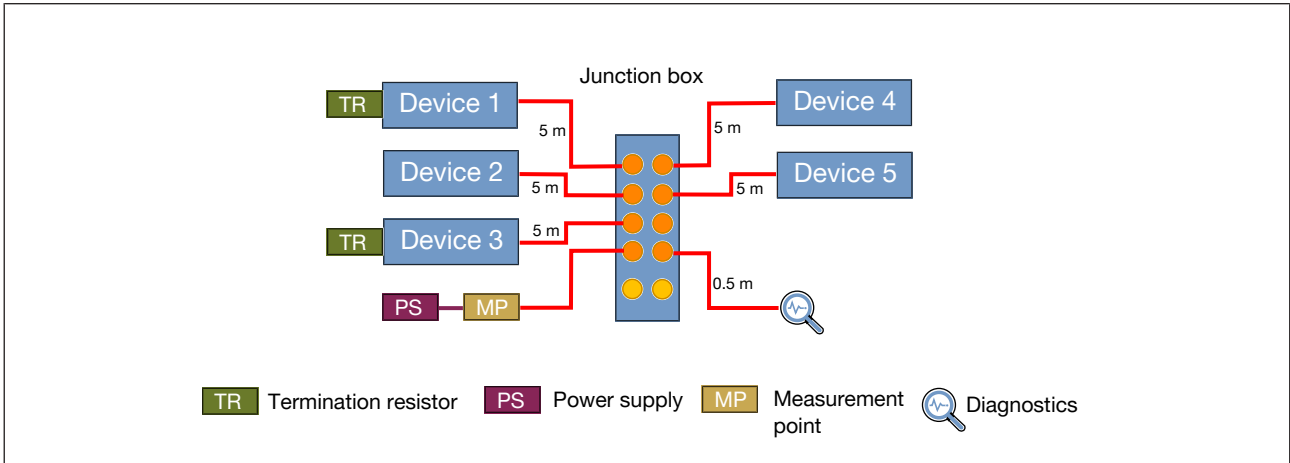 Junction box
TR
Device 1
Device 4
5 m
5 m
Device 2
Device 5
5 m
5 m
TR
Device 3
5 m
0.5 m
PS
MP
TR Termination resistor
PS Power supply
MP Measurement
point
Diagnostics